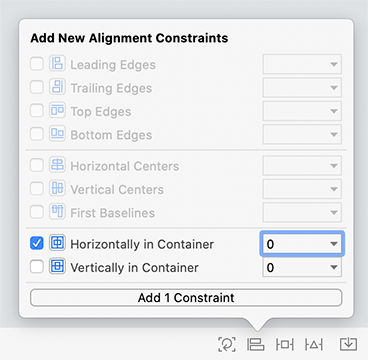 Add New Alignment Constraints
Leading Edges
Trailing Edges
Top Edges
Bottom Edges
Horizontal Centers
Vertical Centers
First Baselines
Horizontally in Container 0
Vertically in Container 0
Add 1 Constraint